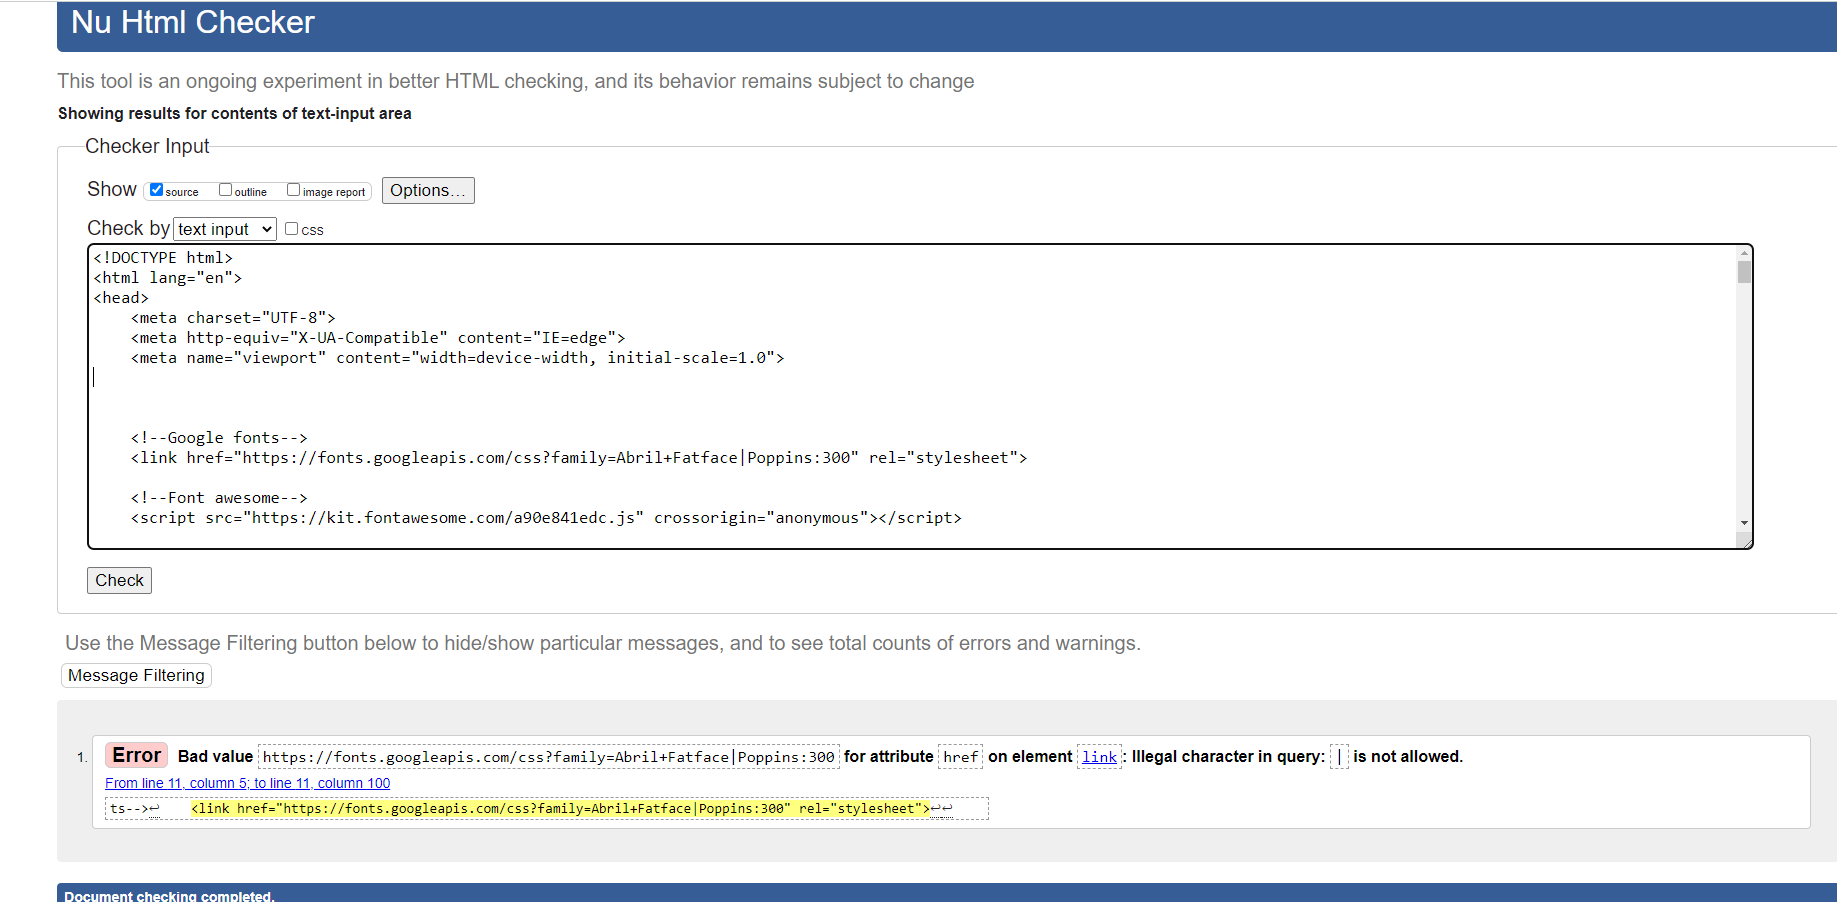 Nu Html Checker
This tool is an ongoing experiment in better HTML checking, and its behavior remains subject to change
Showing results for contents of text-input area
Checker Input
Show source outline image report Options...
Check by text input css
<!DOCTYPE html>
<html lang="en">
<head>
    <meta charset="UTF-8">
    <meta http-equiv="X-UA-Compatible" content="IE=edge">
    <meta name="viewport" content="width=device-width, initial-scale=1.0">
    <!--Google fonts-->
    <link href="https://fonts.googleapis.com/css?family=Abril+Fatface|Poppins:300" rel="stylesheet">
    <!--Font awesome-->
    <script src="https://kit.fontawesome.com/a90e841edc.js" crossorigin="anonymous"></script>
Check
Use the Message Filtering button below to hide/show particular messages, and to see total counts of errors and warnings.
Message Filtering
1. Error Bad value https://fonts.googleapis.com/css?family=Abril+Fatface|Poppins:300 for attribute href on element link: Illegal character in query: | is not allowed.
From line 11, column 5; to line 11, column 100
ts-->↩    <link href="https://fonts.googleapis.com/css?family=Abril+Fatface|Poppins:300" rel="stylesheet">↩↩
Document checking completed.